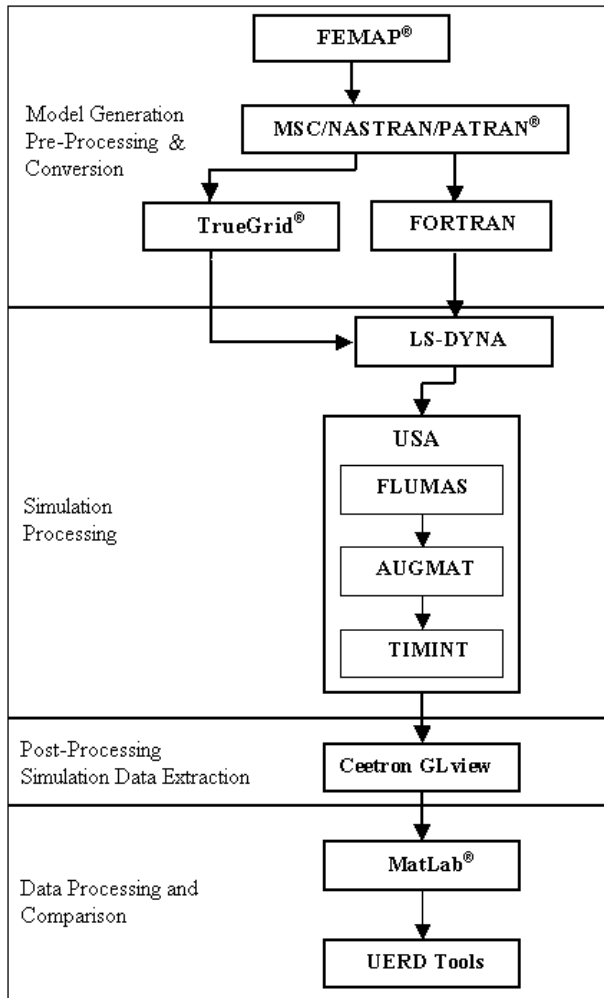 FEMAP®
Model Generation
Pre-Processing &
Conversion
MSC/NASTRAN/PATRAN®
TrueGrid®
FORTRAN
LS-DYNA
USA
FLUMAS
Simulation
Processing
AUGMAT
TIMINT
Post-Processing
Simulation Data Extraction
Ceetron GLview
MatLab®
Data Processing and
Comparison
UERD Tools